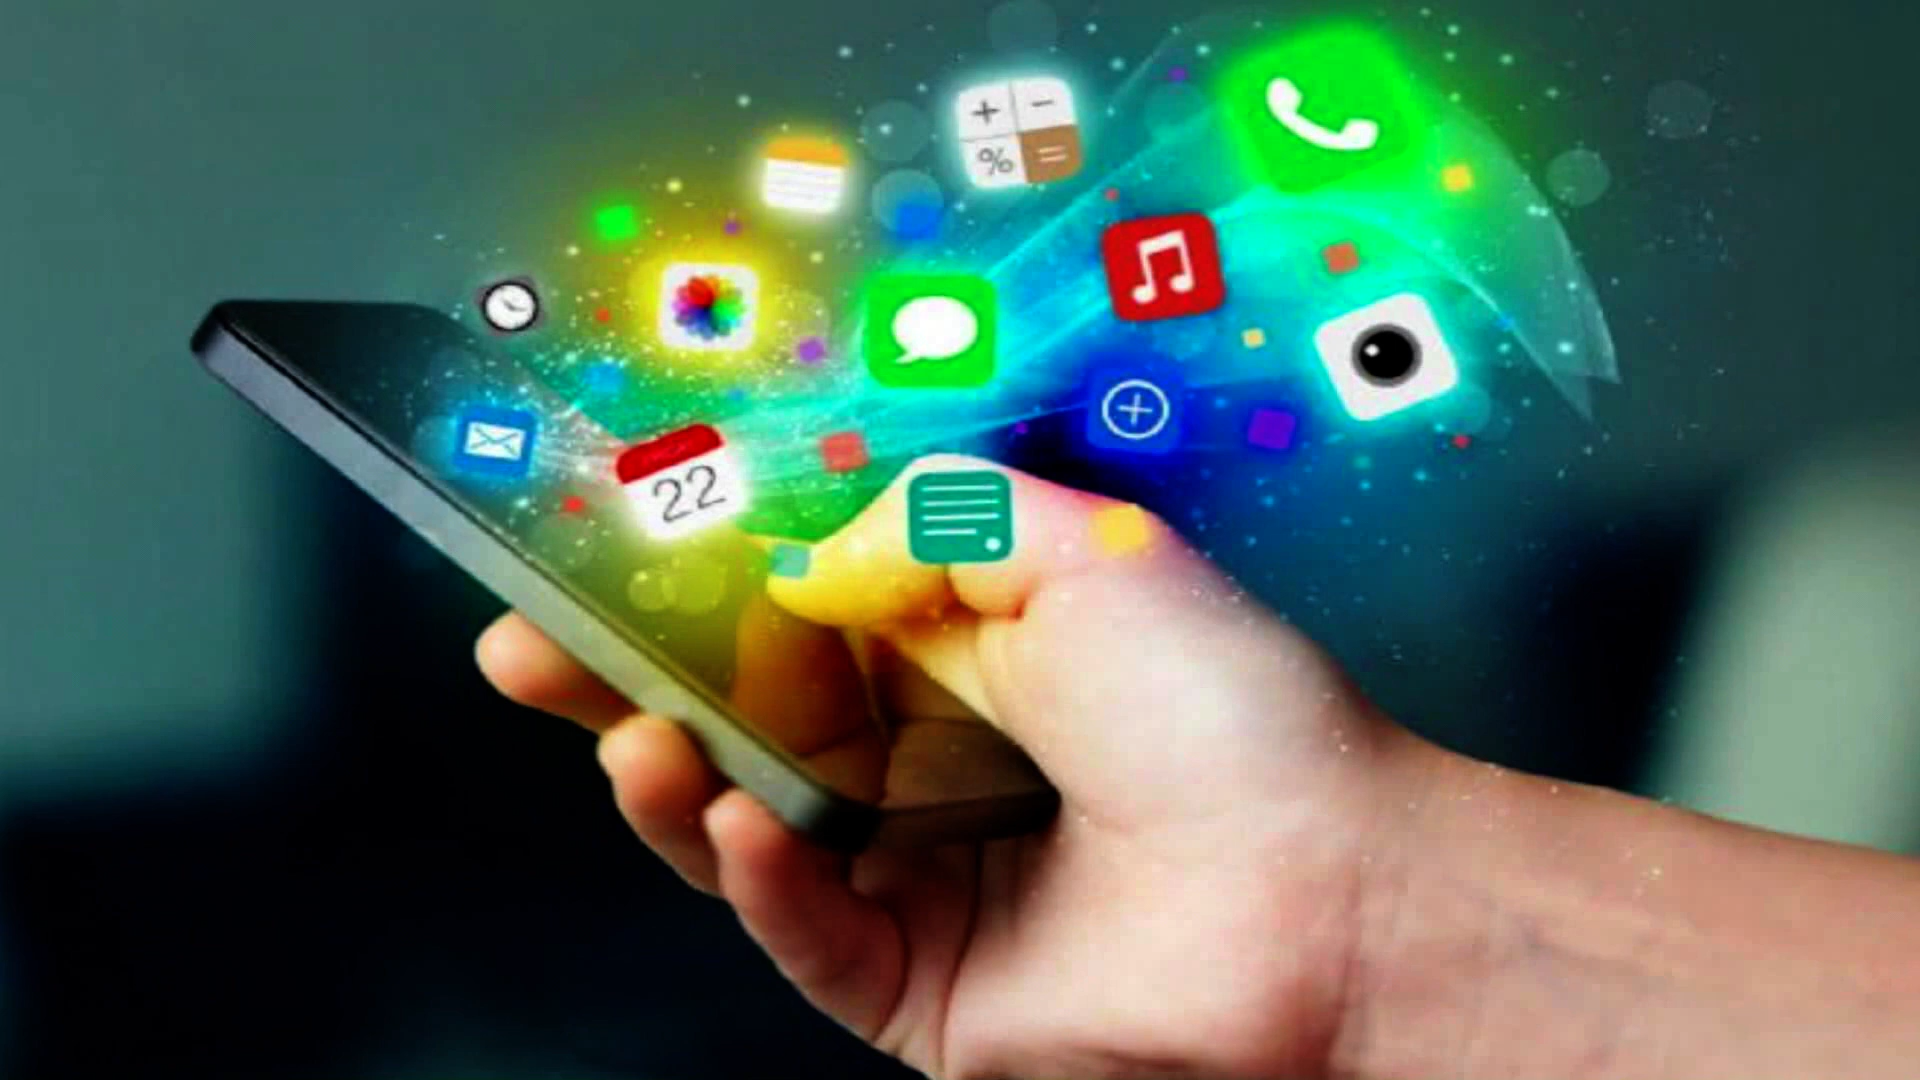 + −
% =
22